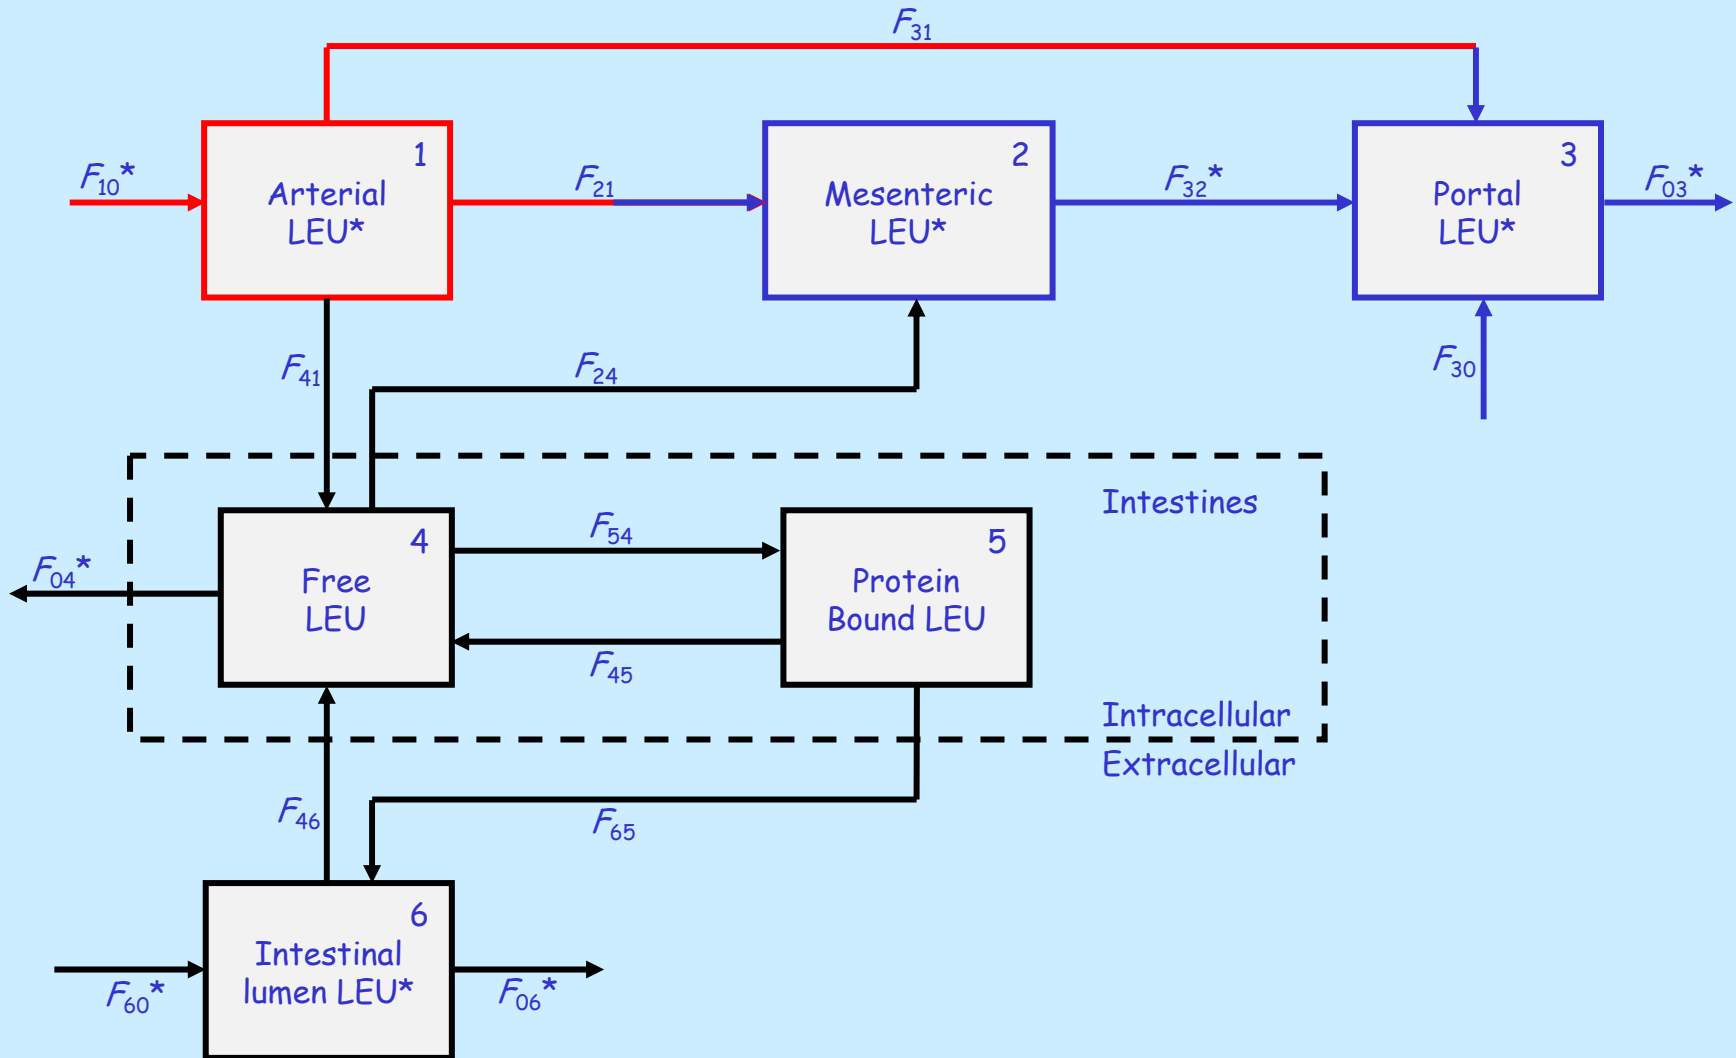 F31
1
Arterial
LEU*
2
Mesenteric
LEU*
3
Portal
LEU*
F10*
F21
F32*
F03*
F41
F24
F30
Intestines
4
Free
LEU
F54
5
Protein
Bound LEU
F04*
F45
Intracellular
Extracellular
F46
F65
6
Intestinal
lumen LEU*
F60*
F06*